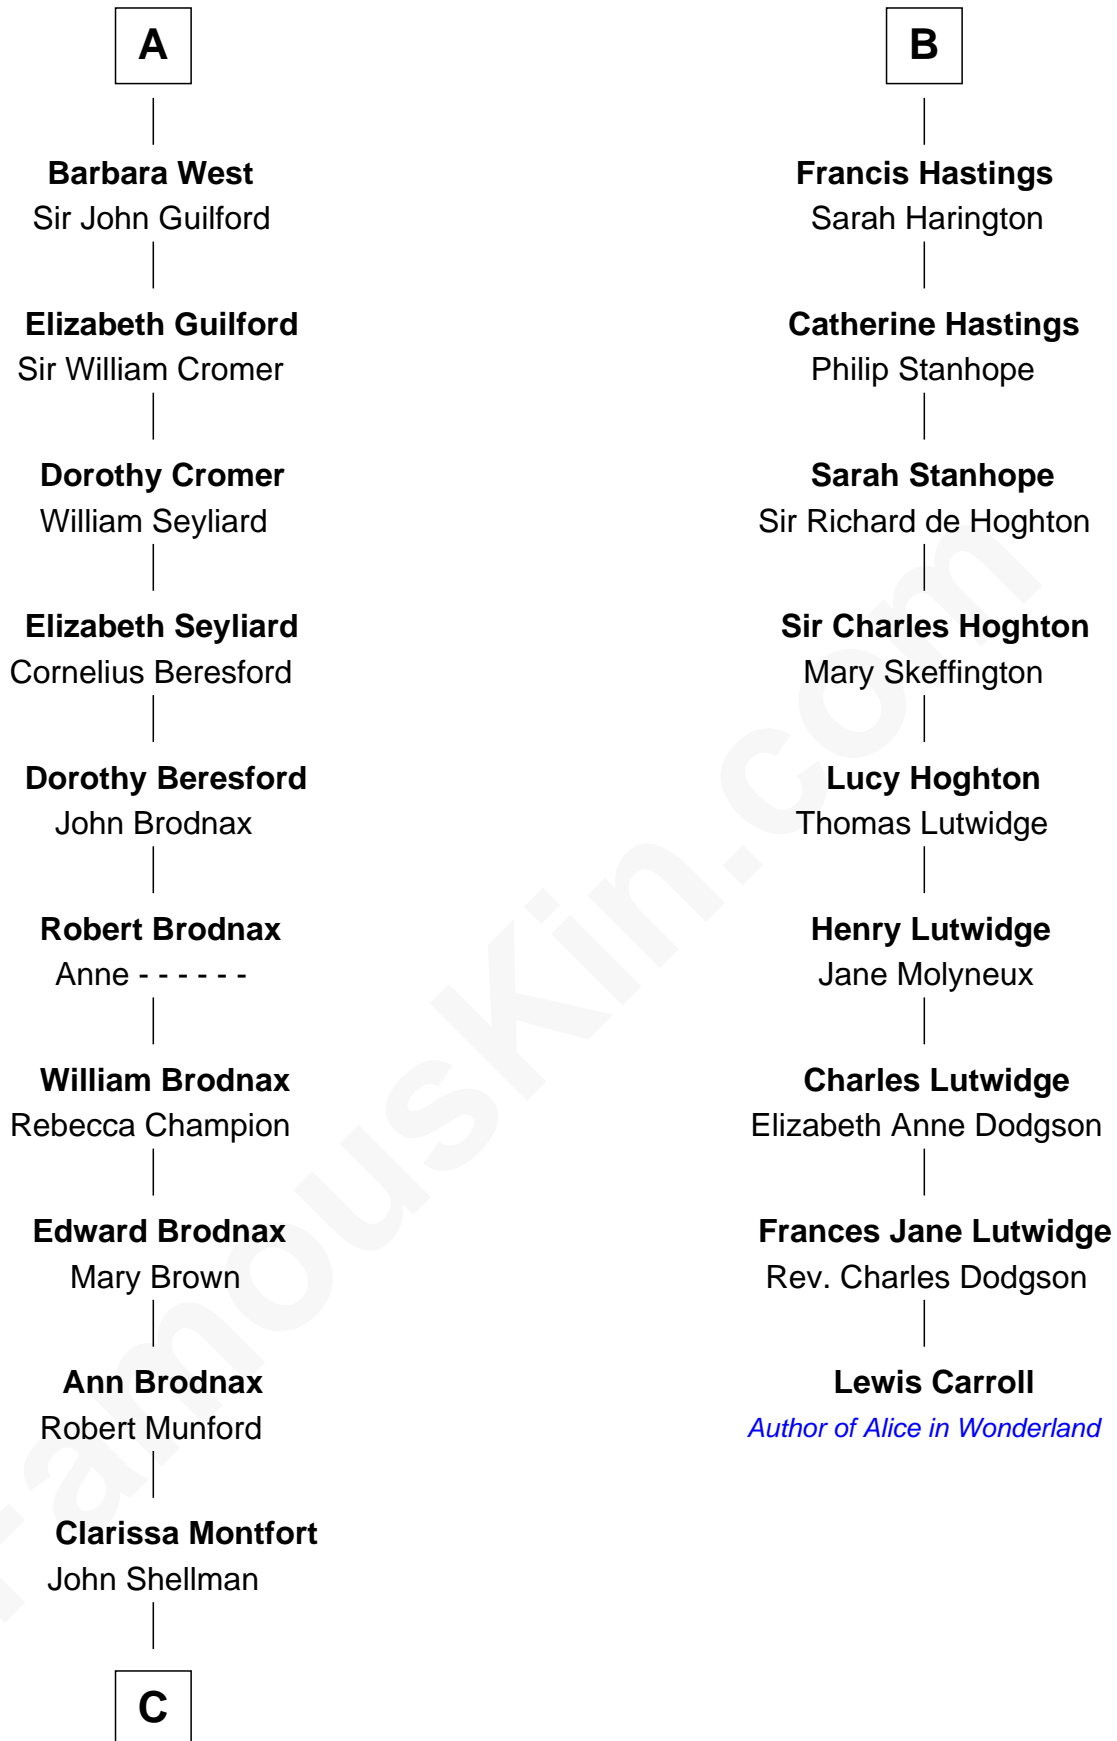 A
Barbara West
Sir John Guilford
Elizabeth Guilford
Sir William Cromer
Dorothy Cromer
William Seyliard
Elizabeth Seyliard
Cornelius Beresford
Dorothy Beresford
John Brodnax
Robert Brodnax
Anne - - - - - -
William Brodnax
Rebecca Champion
Edward Brodnax
Mary Brown
Ann Brodnax
Robert Munford
Clarissa Montfort
John Shellman
C
B
Francis Hastings
Sarah Harington
Catherine Hastings
Philip Stanhope
Sarah Stanhope
Sir Richard de Hoghton
Sir Charles Hoghton
Mary Skeffington
Lucy Hoghton
Thomas Lutwidge
Henry Lutwidge
Jane Molyneux
Charles Lutwidge
Elizabeth Anne Dodgson
Frances Jane Lutwidge
Rev. Charles Dodgson
Lewis Carroll
Author of Alice in Wonderland
FamousKin.com